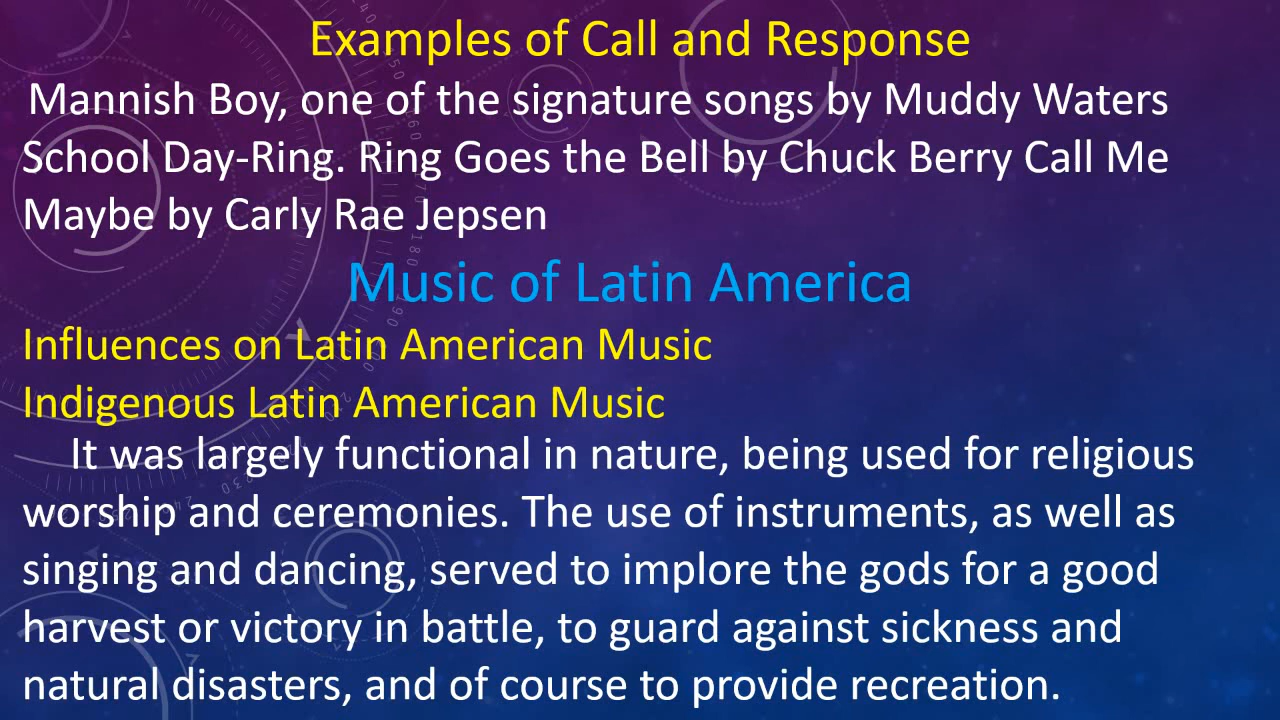 Examples of Call and Response
Mannish Boy, one of the signature songs by Muddy Waters
School Day-Ring. Ring Goes the Bell by Chuck Berry Call Me
Maybe by Carly Rae Jepsen
Music of Latin America
Influences on Latin American Music
Indigenous Latin American Music
It was largely functional in nature, being used for religious
worship and ceremonies. The use of instruments, as well as
singing and dancing, served to implore the gods for a good
harvest or victory in battle, to guard against sickness and
natural disasters, and of course to provide recreation.